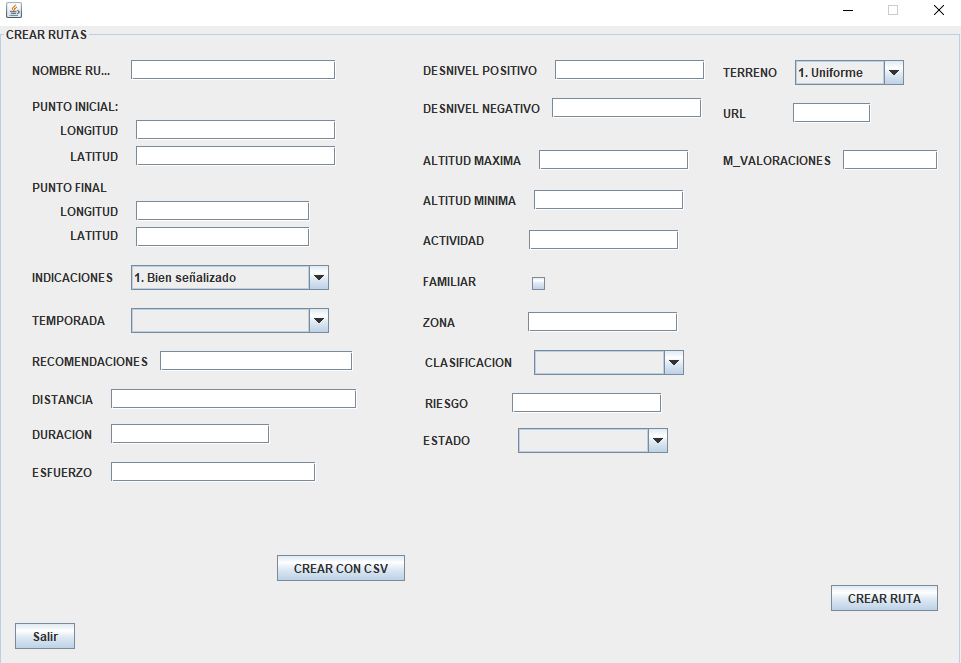 CREAR RUTAS
NOMBRE RU...
PUNTO INICIAL:
LONGITUD
LATITUD
PUNTO FINAL
LONGITUD
LATITUD
INDICACIONES 1. Bien señalizado
TEMPORADA
RECOMENDACIONES
DISTANCIA
DURACION
ESFUERZO
DESNIVEL POSITIVO
DESNIVEL NEGATIVO
ALTITUD MAXIMA
ALTITUD MINIMA
ACTIVIDAD
FAMILIAR
ZONA
CLASIFICACION
RIESGO
ESTADO
TERRENO 1. Uniforme
URL
M_VALORACIONES
CREAR CON CSV
CREAR RUTA
Salir